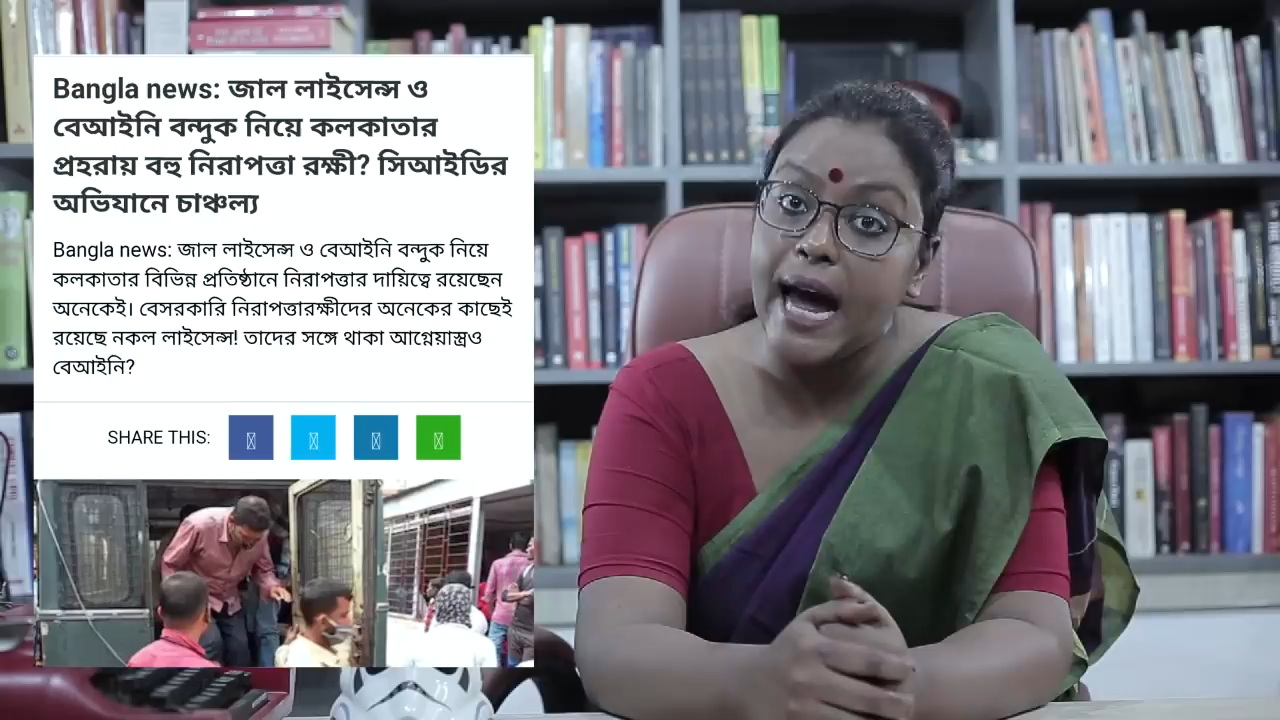 Bangla news: জাল লাইসেন্স ও
বেআইনি বন্দুক নিয়ে কলকাতার
প্রহরায় বহু নিরাপত্তা রক্ষী? সিআইডির
অভিযানে চাঞ্চল্য
Bangla news: জাল লাইসেন্স ও বেআইনি বন্দুক নিয়ে
কলকাতার বিভিন্ন প্রতিষ্ঠানে নিরাপত্তার দায়িত্বে রয়েছেন
অনেকেই। বেসরকারি নিরাপত্তারক্ষীদের অনেকের কাছেই
রয়েছে নকল লাইসেন্স! তাদের সঙ্গে থাকা আগ্নেয়াস্ত্রও
বেআইনি?
SHARE THIS: